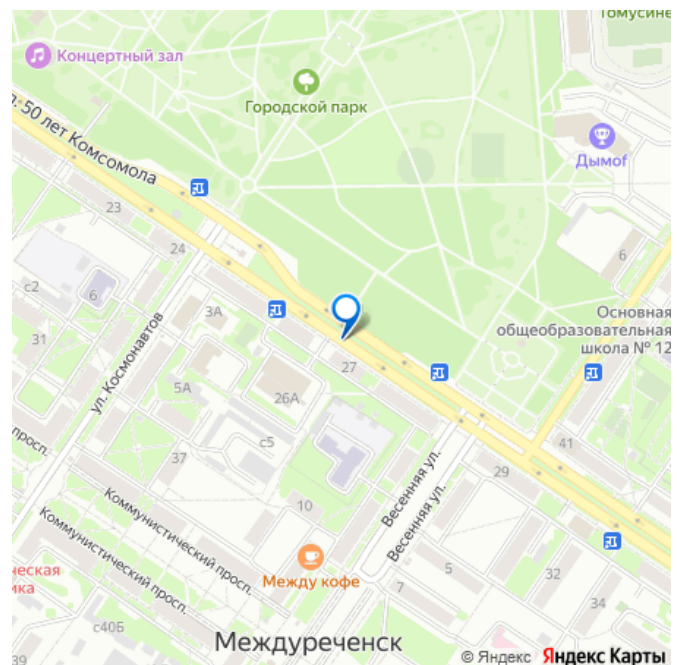 Томусине
Концертный зал
Городской парк
л. 50 лет Комсомола
Дымоf
23
24
6
с2
6
3А
ул. Космонавтов
Основная
общеобразовательная
школа № 12
31
27
5А
26А
41
просп.
37
с5
29
Весенняя ул.
Весенняя ул.
10
Коммунистический просп.
Коммунистический просп.
Между кофе
ческая
ика
7
5
32
34
с40Б
39
Междуреченск
© Яндекс Яндекс Карты